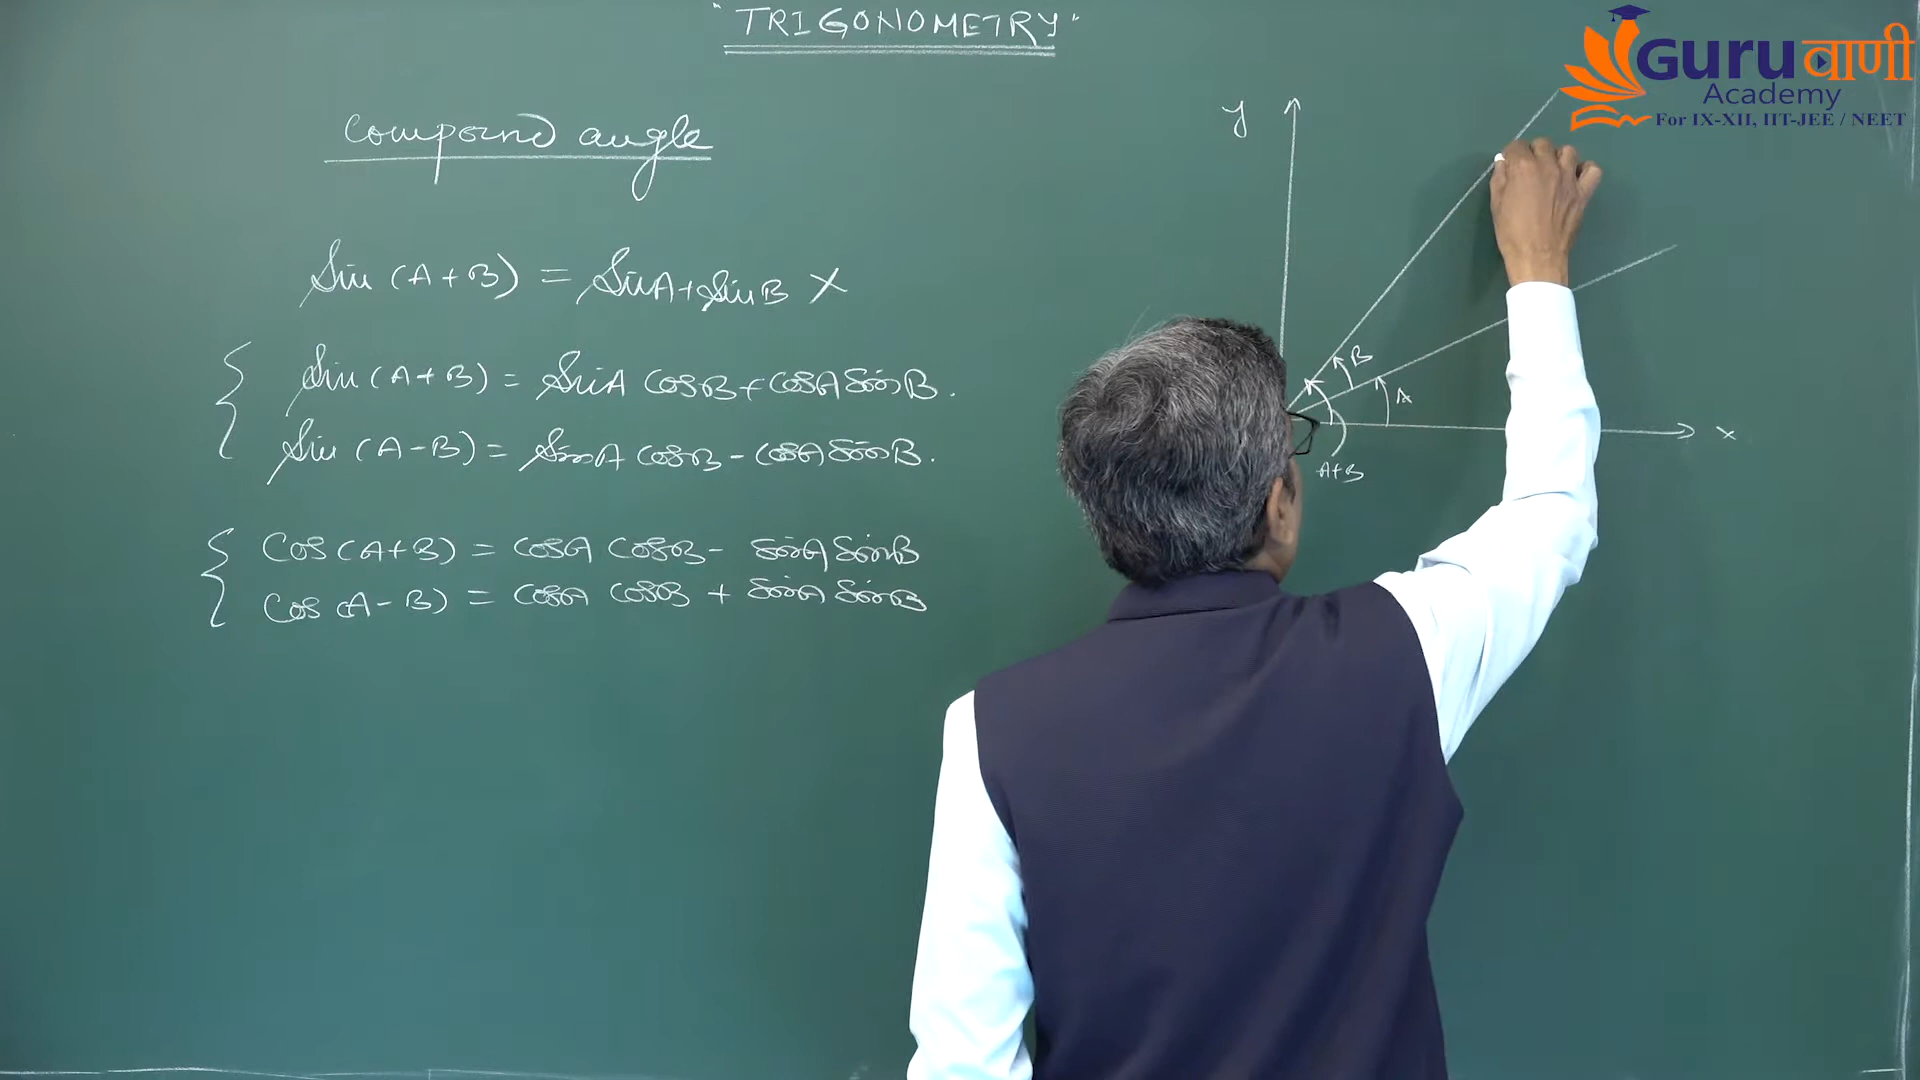 "TRIGONOMETRY"
Guruवाणी
Academy
For IX-XII, IIT-JEE / NEET
Compound angle
Sin (A+B) = SinA+SinB X
Sin (A+B) = SinA CosB + CosA SinB.
Sin (A-B) = SinA CosB - CosA SinB.
Cos (A+B) = CosA CosB - SinA SinB
Cos (A-B) = CosA CosB + SinA SinB
y
B
A
x
A+B